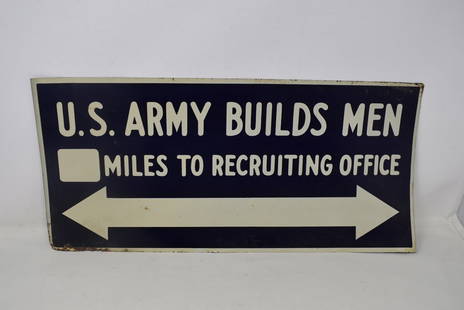 U.S. ARMY BUILDS MEN
MILES TO RECRUITING OFFICE